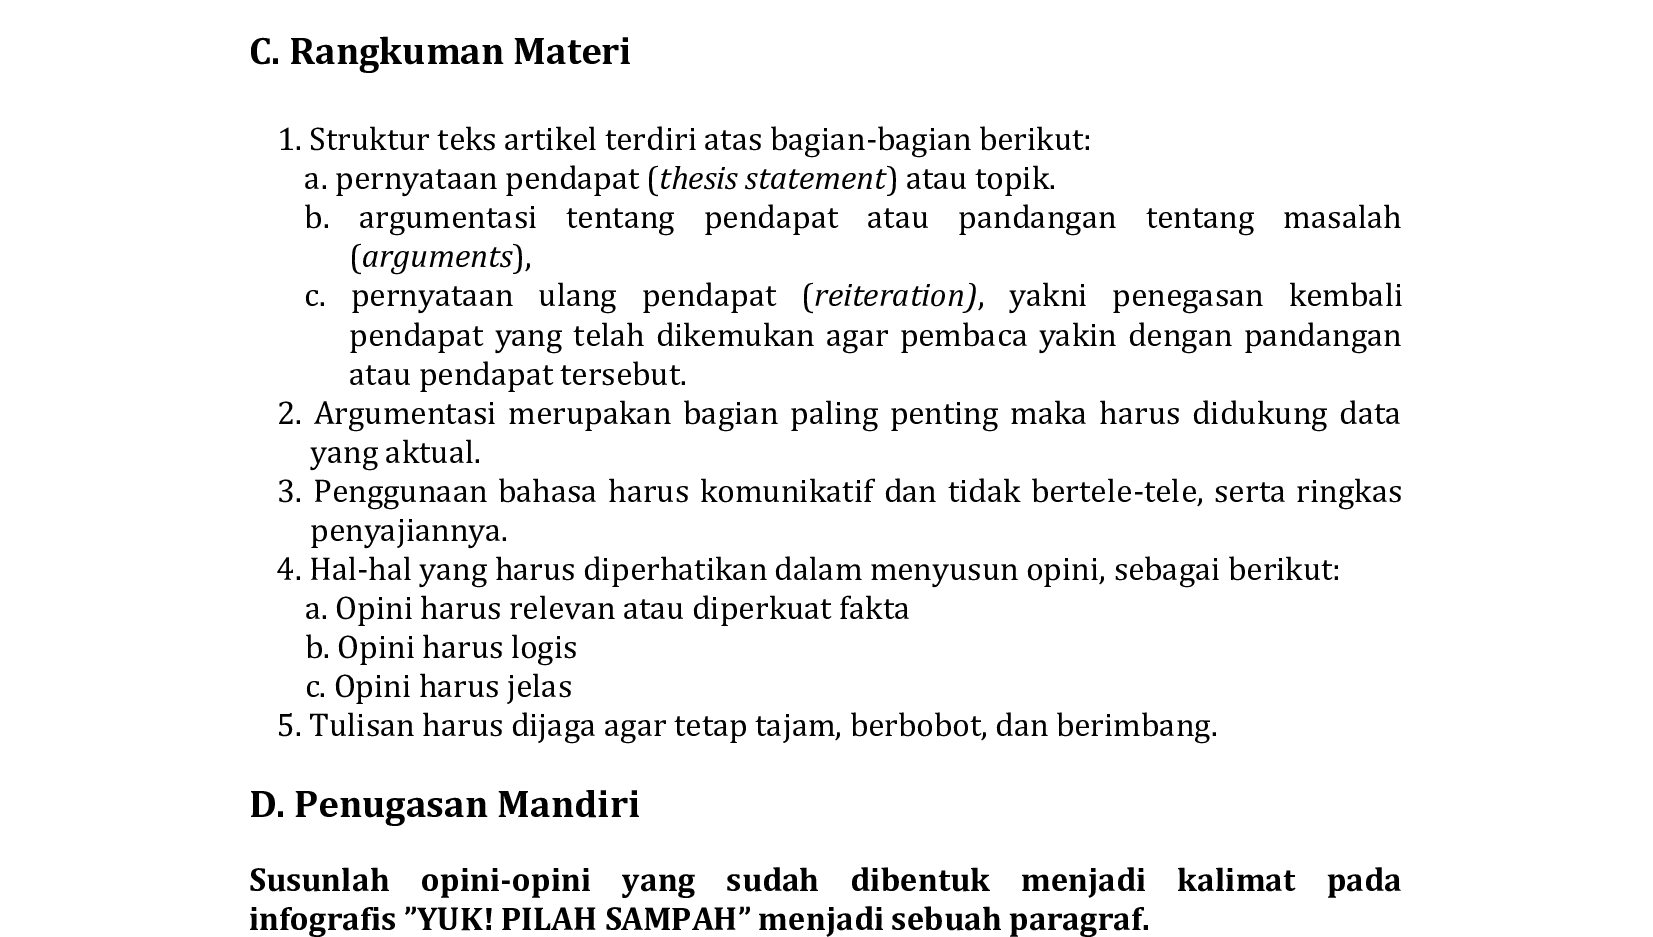 C. Rangkuman Materi
1. Struktur teks artikel terdiri atas bagian-bagian berikut:
a. pernyataan pendapat (thesis statement) atau topik.
b. argumentasi tentang pendapat atau pandangan tentang masalah
(arguments),
c. pernyataan ulang pendapat (reiteration), yakni penegasan kembali
pendapat yang telah dikemukan agar pembaca yakin dengan pandangan
atau pendapat tersebut.
2. Argumentasi merupakan bagian paling penting maka harus didukung data
yang aktual.
3. Penggunaan bahasa harus komunikatif dan tidak bertele-tele, serta ringkas
penyajiannya.
4. Hal-hal yang harus diperhatikan dalam menyusun opini, sebagai berikut:
a. Opini harus relevan atau diperkuat fakta
b. Opini harus logis
c. Opini harus jelas
5. Tulisan harus dijaga agar tetap tajam, berbobot, dan berimbang.
D. Penugasan Mandiri
Susunlah opini-opini yang sudah dibentuk menjadi kalimat pada
infografis ”YUK! PILAH SAMPAH” menjadi sebuah paragraf.